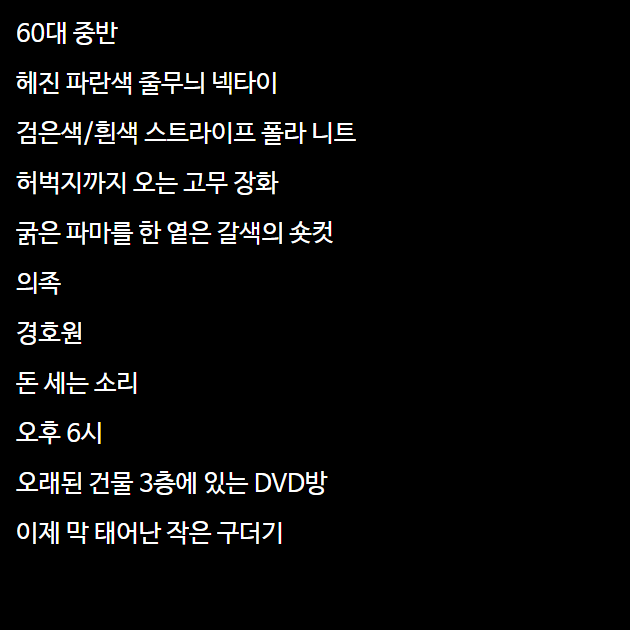 60대 중반
헤진 파란색 줄무늬 넥타이
검은색/흰색 스트라이프 폴라 니트
허벅지까지 오는 고무 장화
굵은 파마를 한 옅은 갈색의 숏컷
의족
경호원
돈 세는 소리
오후 6시
오래된 건물 3층에 있는 DVD방
이제 막 태어난 작은 구더기